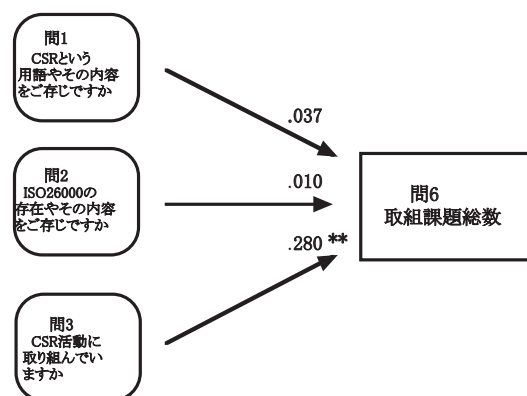 問1
CSRという
用語やその内容
をご存じですか
.037
問2
ISO26000の
存在やその内容
をご存じですか
.010
問6
取組課題総数
.280 **
問3
CSR活動に
取り組んでい
ますか